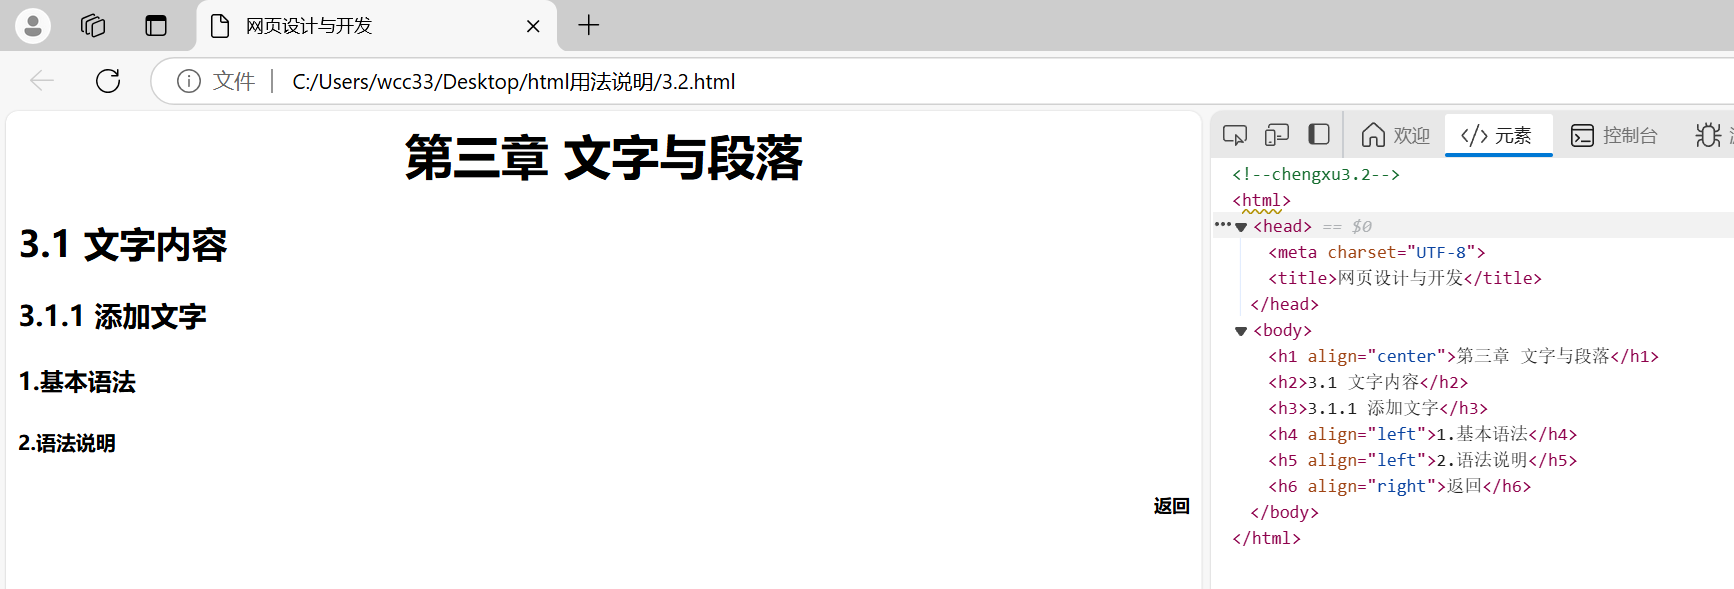 网页设计与开发
文件 C:/Users/wcc33/Desktop/html用法说明/3.2.html
第三章 文字与段落
3.1 文字内容
3.1.1 添加文字
1.基本语法
2.语法说明
返回
欢迎 </> 元素 控制台
<!--chengxu3.2-->
<html>
<head> == $0
<meta charset="UTF-8">
<title>网页设计与开发</title>
</head>
<body>
<h1 align="center">第三章 文字与段落</h1>
<h2>3.1 文字内容</h2>
<h3>3.1.1 添加文字</h3>
<h4 align="left">1.基本语法</h4>
<h5 align="left">2.语法说明</h5>
<h6 align="right">返回</h6>
</body>
</html>